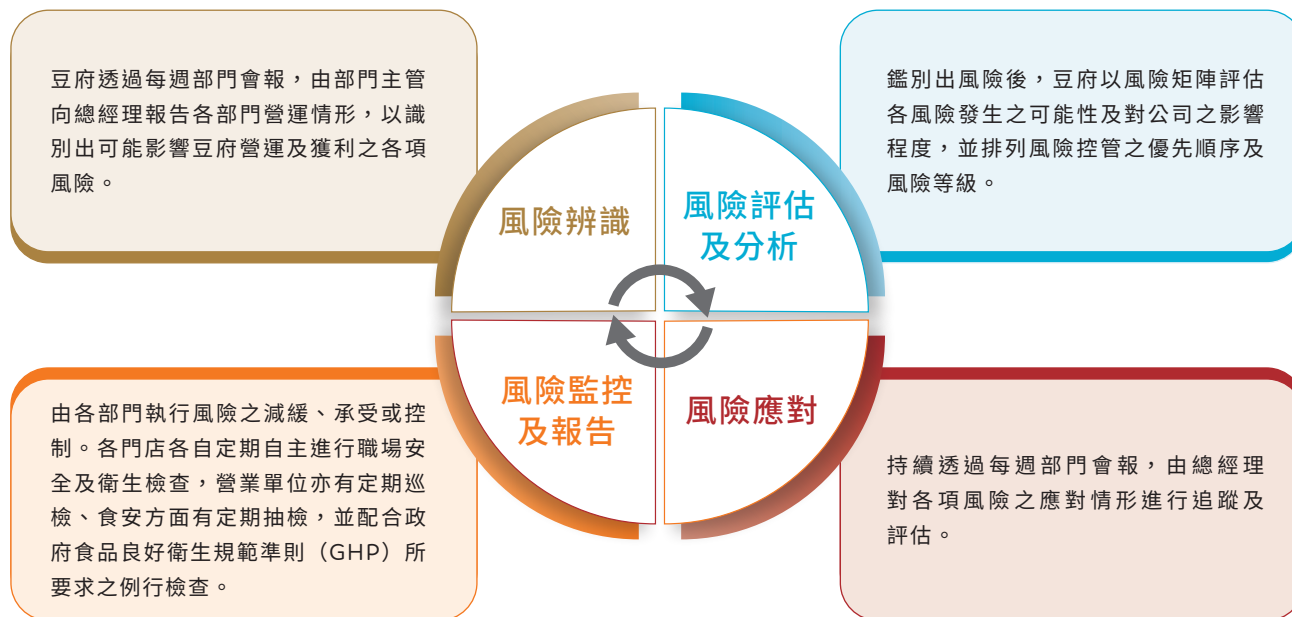 豆府透過每週部門會報，由部門主管
向總經理報告各部門營運情形，以識
別出可能影響豆府營運及獲利之各項
風險。
鑑別出風險後，豆府以風險矩陣評估
各風險發生之可能性及對公司之影響
程度，並排列風險控管之優先順序及
風險等級。
風險辨識
風險評估
及分析
風險監控
及報告
風險應對
由各部門執行風險之減緩、承受或控
制。各門店各自定期自主進行職場安
全及衛生檢查，營業單位亦有定期巡
檢、食安方面有定期抽檢，並配合政
府食品良好衛生規範準則（GHP）所
要求之例行檢查。
持續透過每週部門會報，由總經理
對各項風險之應對情形進行追蹤及
評估。